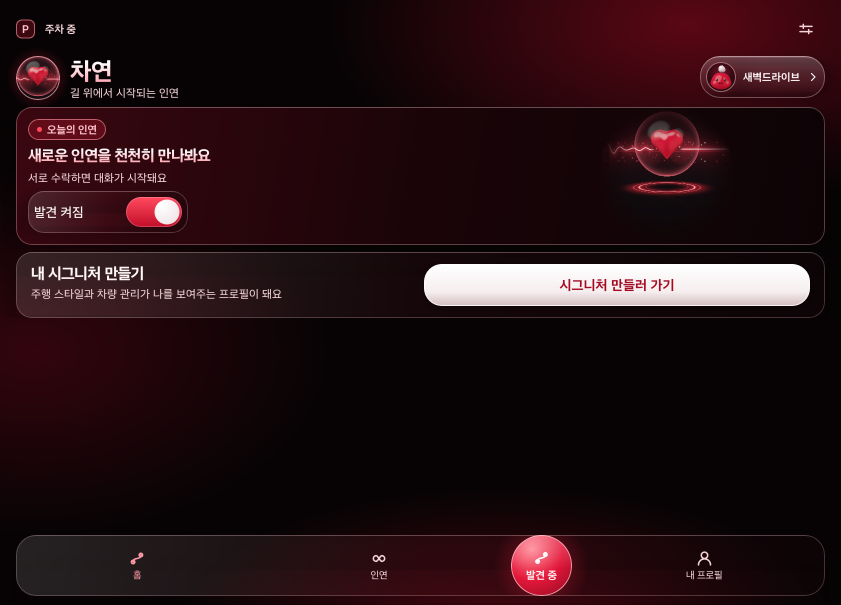 P 주차 중
차연
길 위에서 시작되는 인연
새벽드라이브
오늘의 인연
새로운 인연을 천천히 만나봐요
서로 수락하면 대화가 시작돼요
발견 켜짐
내 시그니처 만들기
주행 스타일과 차량 관리가 나를 보여주는 프로필이 돼요
시그니처 만들러 가기
홈
인연
발견 중
내 프로필